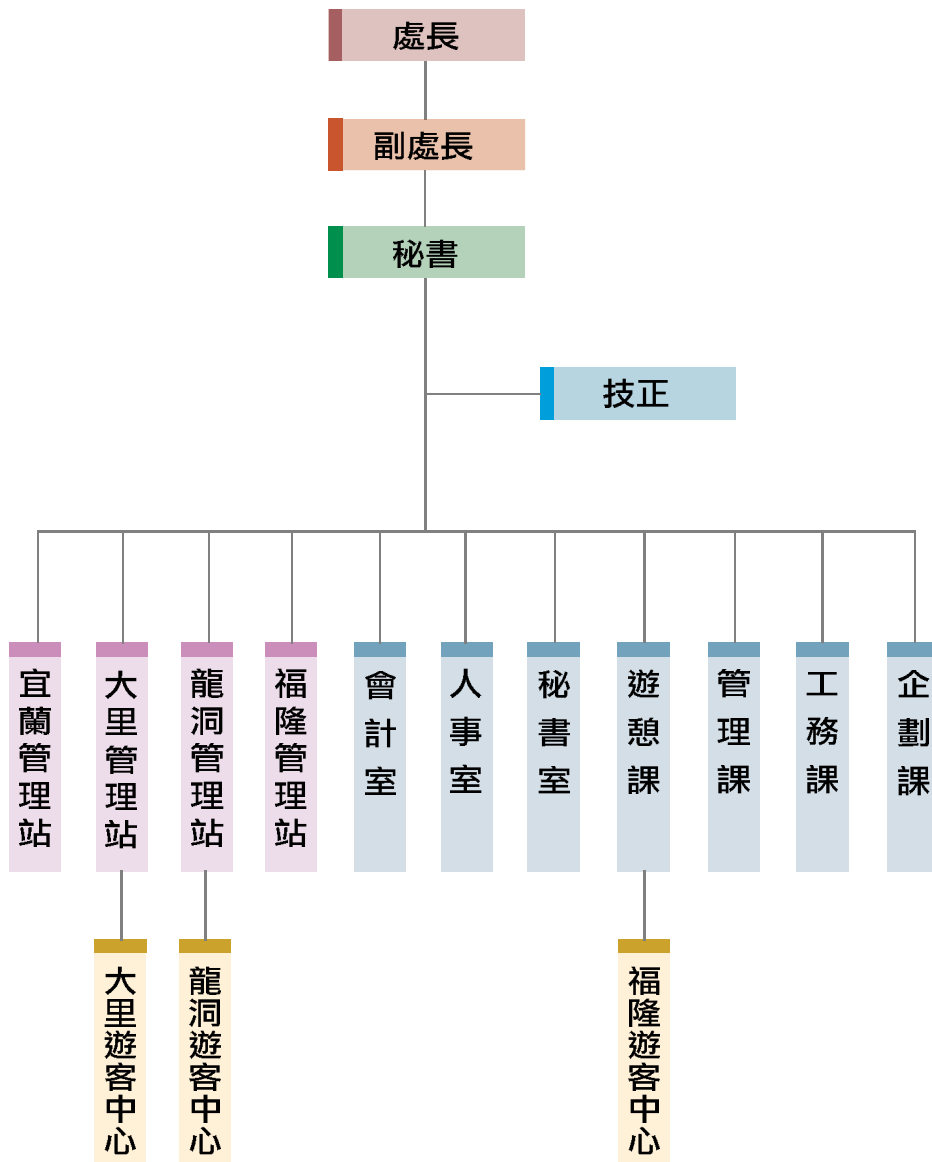 處長
副處長
秘書
技正
宜蘭管理站
大里管理站
龍洞管理站
福隆管理站
會計室
人事室
秘書室
遊憩課
管理課
工務課
企劃課
大里遊客中心
龍洞遊客中心
福隆遊客中心